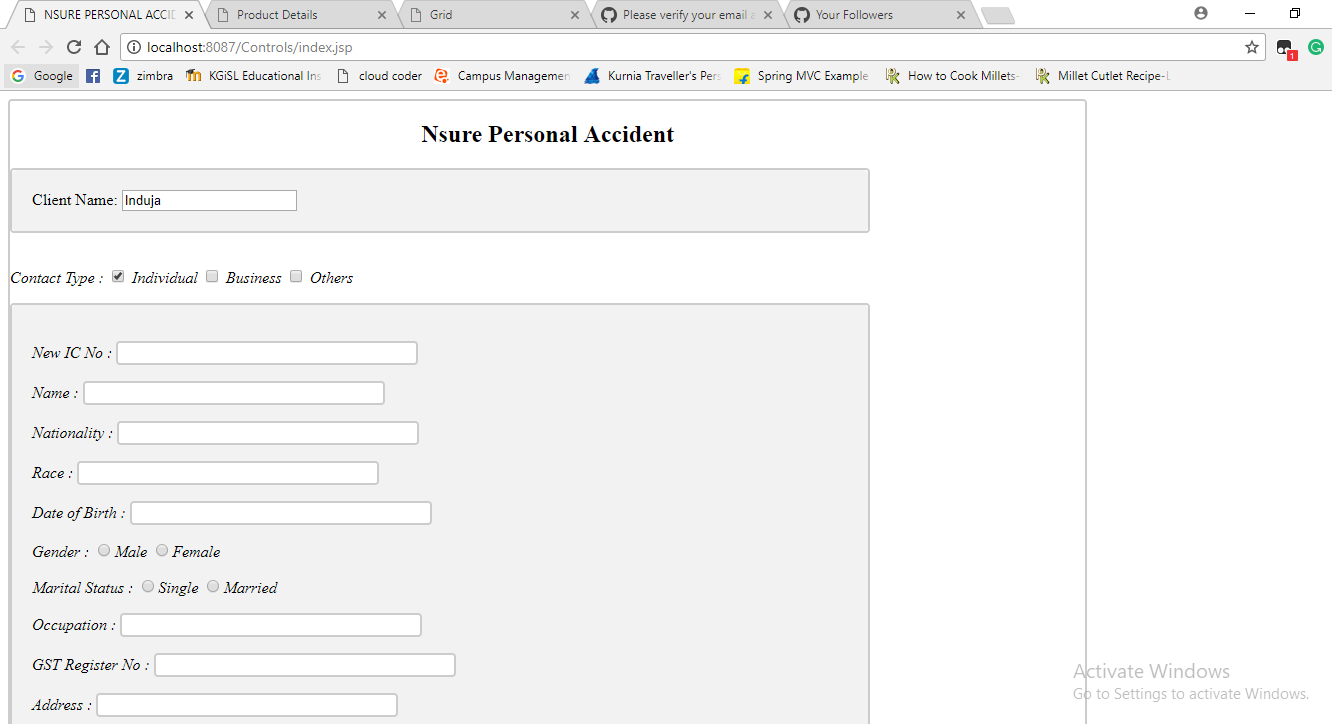 NSURE PERSONAL ACCIE Product Details Grid Please verify your email a Your Followers
localhost:8087/Controls/index.jsp 1
Google zimbra KGiSL Educational Ins cloud coder Campus Managemen Kurnia Traveller's Pers Spring MVC Example How to Cook Millets- Millet Cutlet Recipe-L
Nsure Personal Accident
Client Name: Induja
Contact Type : Individual Business Others
New IC No :
Name :
Nationality :
Race :
Date of Birth :
Gender : Male Female
Marital Status : Single Married
Occupation :
GST Register No :
Address :
Activate Windows
Go to Settings to activate Windows.